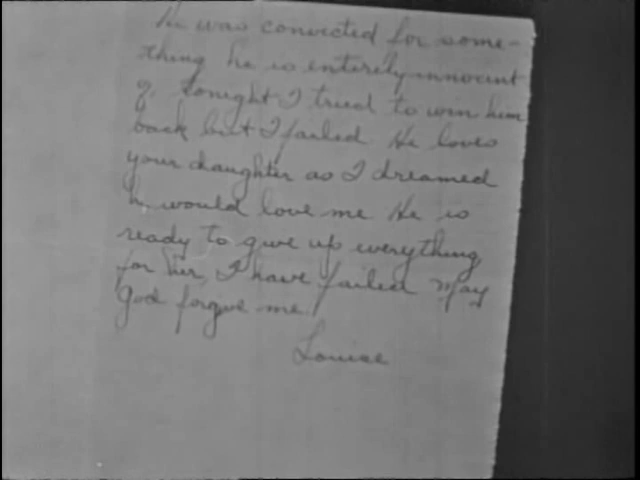 He was convicted for some-
thing he is entirely innocent
of. Tonight I tried to win him
back but I failed. He loves
your daughter as I dreamed
he would love me. He is
ready to give up everything
for her, I have failed. May
God forgive me.
Louise